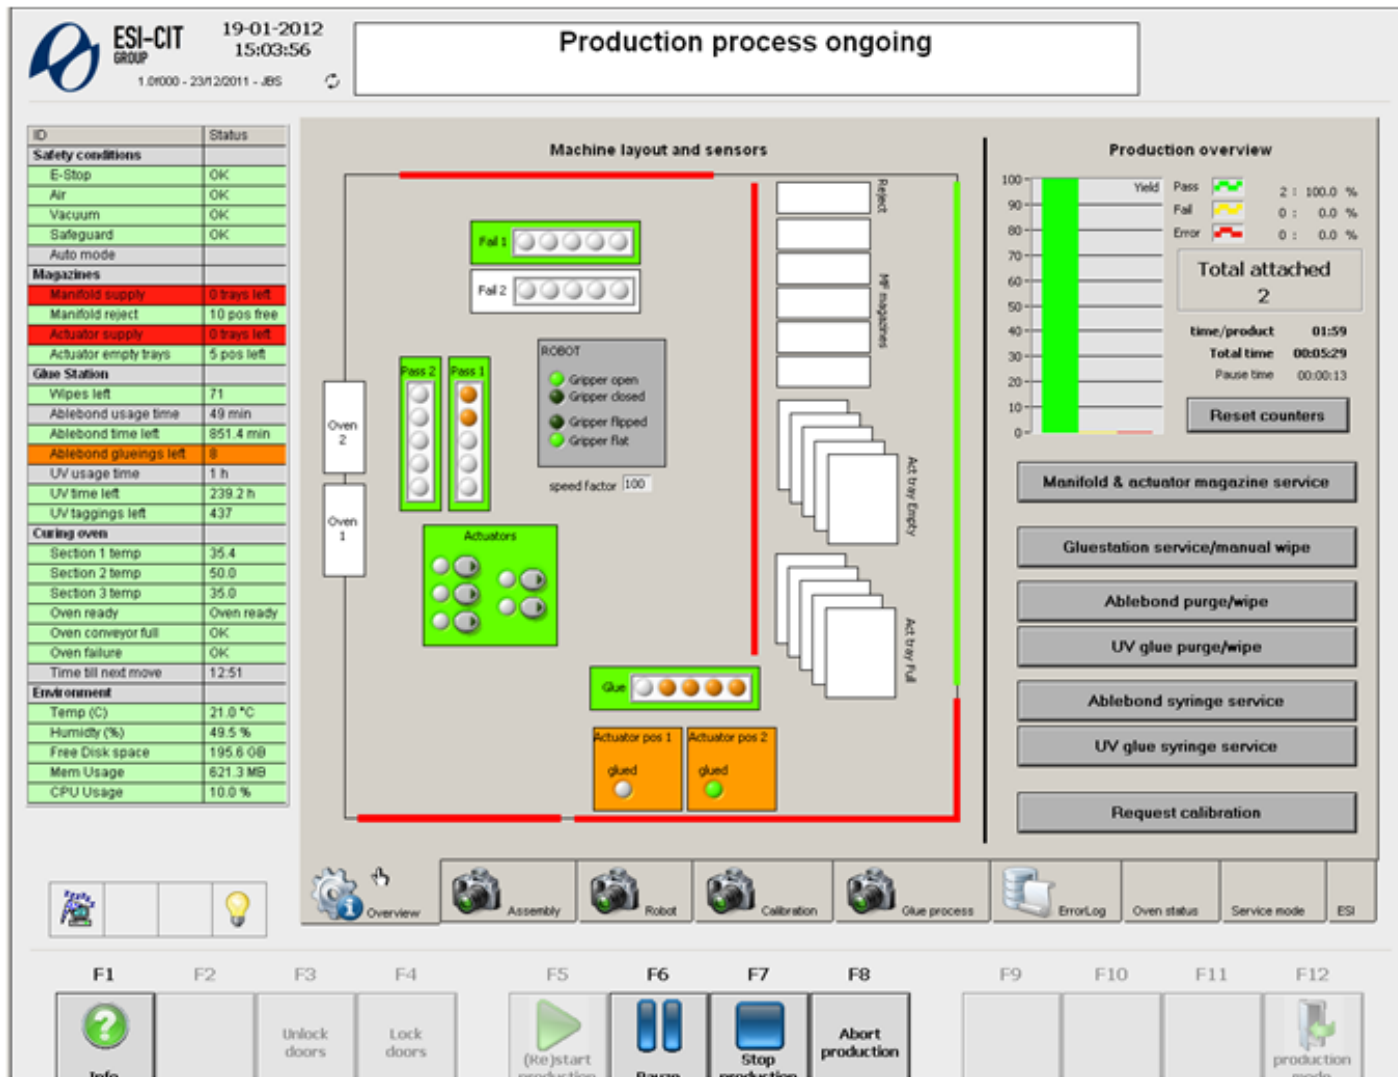 ESI-CIT
GROUP
19-01-2012
15:03:56
1.0f000 - 23/12/2011 - JBS
Production process ongoing
ID Status
Safety conditions
E-Stop OK
Air OK
Vacuum OK
Safeguard OK
Auto mode
Magazines
Manifold supply 0 trays left
Manifold reject 10 pos free
Actuator supply 0 trays left
Actuator empty trays 5 pos left
Glue Station
Wipes left 71
Ablebond usage time 49 min
Ablebond time left 851.4 min
Ablebond glueings left 8
UV usage time 1 h
UV time left 239.2 h
UV taggings left 437
Curing oven
Section 1 temp 35.4
Section 2 temp 50.0
Section 3 temp 35.0
Oven ready Oven ready
Oven conveyor full OK
Oven failure OK
Time till next move 12:51
Environment
Temp (C) 21.0 °C
Humidty (%) 49.5 %
Free Disk space 195.6 GB
Mem Usage 621.3 MB
CPU Usage 10.0 %
Machine layout and sensors
Fail 1
Fail 2
Pass 2
Pass 1
ROBOT
Gripper open
Gripper closed
Gripper flipped
Gripper flat
speed factor 100
Oven
2
Oven
1
Actuators
Glue
Actuator pos 1
glued
Actuator pos 2
glued
Reject
MF magazines
Act tray Empty
Act tray Full
Production overview
100
90
80
70
60
50
40
30
20
10
0
Yield
Pass 2 : 100.0 %
Fail 0 : 0.0 %
Error 0 : 0.0 %
Total attached
2
time/product 01:59
Total time 00:05:29
Pause time 00:00:13
Reset counters
Manifold & actuator magazine service
Gluestation service/manual wipe
Ablebond purge/wipe
UV glue purge/wipe
Ablebond syringe service
UV glue syringe service
Request calibration
Overview
Assembly
Robot
Calibration
Glue process
ErrorLog
Oven status
Service mode
ESI
F1 F2 F3 F4 F5 F6 F7 F8 F9 F10 F11 F12
Info
Unlock
doors
Lock
doors
(Re)start
production
Pauze
Stop
production
Abort
production
production
mode